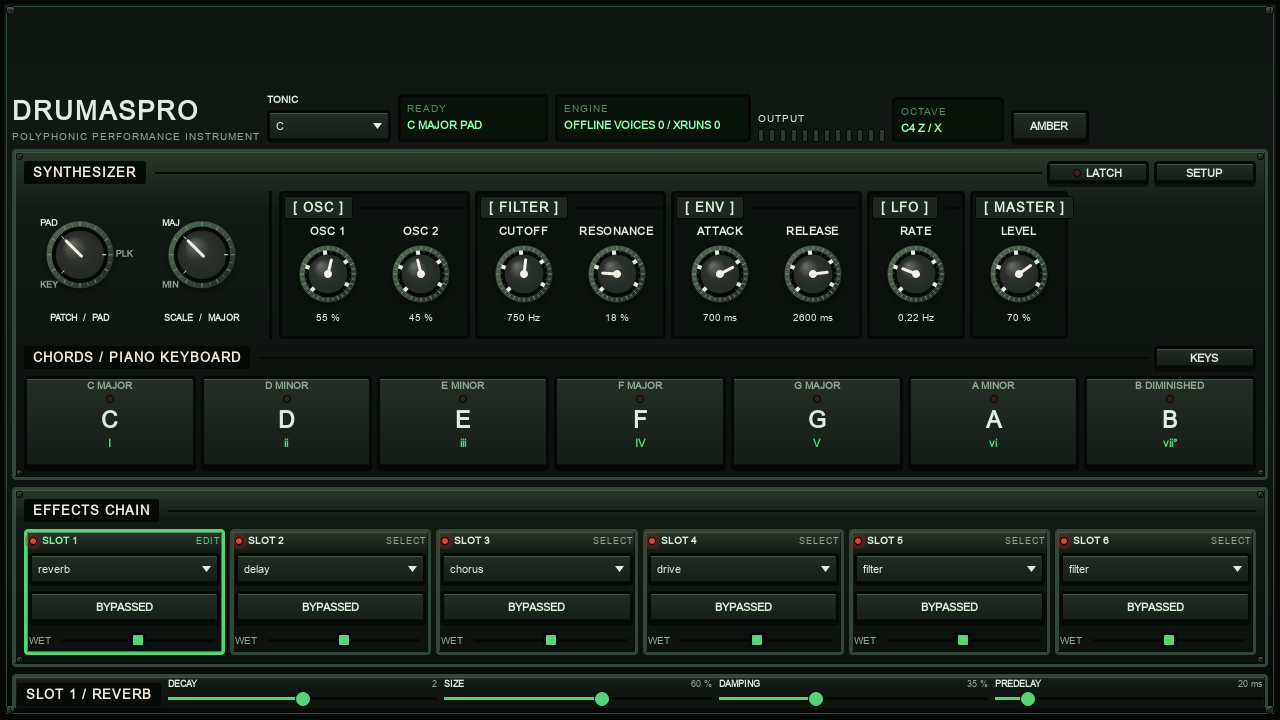 DRUMASPRO
POLYPHONIC PERFORMANCE INSTRUMENT
TONIC
C
READY
C MAJOR PAD
ENGINE
OFFLINE VOICES 0 / XRUNS 0
OUTPUT
OCTAVE
C4 Z / X
AMBER
SYNTHESIZER
LATCH
SETUP
PAD
PLK
KEY
PATCH / PAD
MAJ
MIN
SCALE / MAJOR
[ OSC ]
OSC 1
OSC 2
55 %
45 %
[ FILTER ]
CUTOFF
RESONANCE
750 Hz
18 %
[ ENV ]
ATTACK
RELEASE
700 ms
2600 ms
[ LFO ]
RATE
0.22 Hz
[ MASTER ]
LEVEL
70 %
CHORDS / PIANO KEYBOARD
KEYS
C MAJOR
C
I
D MINOR
D
ii
E MINOR
E
iii
F MAJOR
F
IV
G MAJOR
G
V
A MINOR
A
vi
B DIMINISHED
B
vii°
EFFECTS CHAIN
SLOT 1 EDIT
reverb
BYPASSED
WET
SLOT 2 SELECT
delay
BYPASSED
WET
SLOT 3 SELECT
chorus
BYPASSED
WET
SLOT 4 SELECT
drive
BYPASSED
WET
SLOT 5 SELECT
filter
BYPASSED
WET
SLOT 6 SELECT
filter
BYPASSED
WET
SLOT 1 / REVERB
DECAY 2
SIZE 60 %
DAMPING 35 %
PREDELAY 20 ms